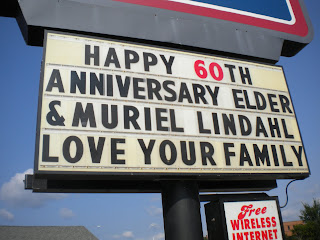 HAPPY 60TH
ANNIVERSARY ELDER
& MURIEL LINDAHL
LOVE YOUR FAMILY
Free
WIRELESS
INTERNET